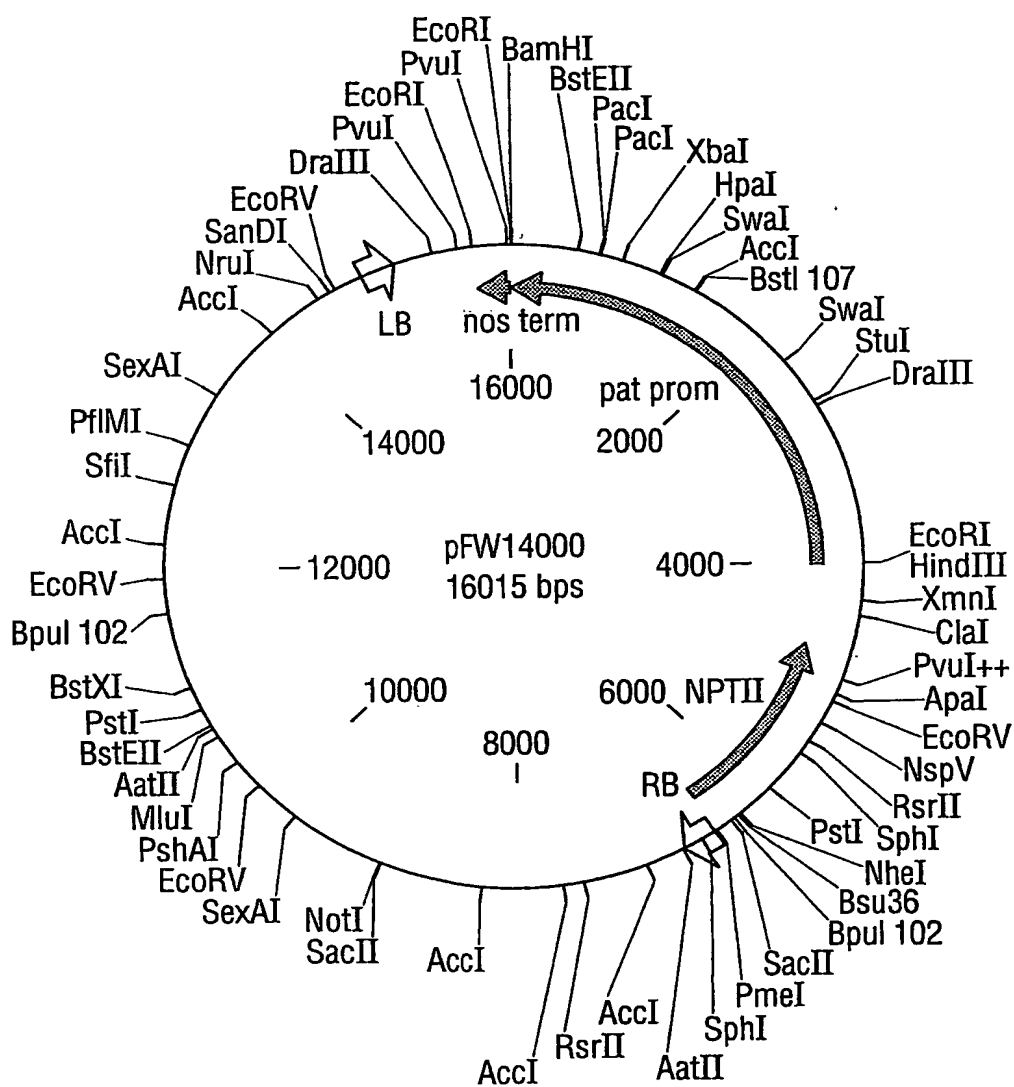 EcoRI
PvuI
EcoRI
PvuI
DraIII
EcoRV
SanDI
NruI
AccI
SexAI
PflMI
SfiI
AccI
EcoRV
BpuI 102
BstXI
PstI
BstEII
AatII
MluI
PshAI
EcoRV
SexAI
NotI
SacII
AccI
AccI
RsrII
AccI
AatII
SphI
PmeI
SacII
BpuI 102
Bsu36
NheI
PstI
SphI
RsrII
NspV
EcoRV
ApaI
PvuI++
ClaI
XmnI
HindIII
EcoRI
DraIII
StuI
SwaI
BstI 107
AccI
SwaI
HpaI
XbaI
PacI
PacI
BstEII
BamHI
LB
nos term
16000
pat prom
14000
2000
12000
pFW14000
16015 bps
4000
10000
6000
NPTII
8000
RB